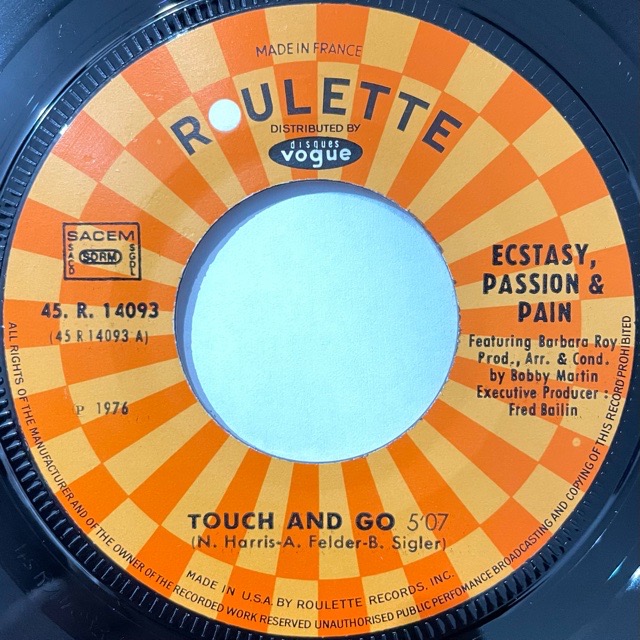 MADE IN FRANCE
ROULETTE
DISTRIBUTED BY
disques
vogue
SACEM
SACD
SDRM
SGDL
45. R. 14093
(45 R 14093 A)
P 1976
ECSTASY,
PASSION &
PAIN
Featuring Barbara Roy
Prod., Arr. & Cond.
by Bobby Martin
Executive Producer :
Fred Bailin
TOUCH AND GO 5'07
(N. Harris-A. Felder-B. Sigler)
MADE IN U.S.A. BY ROULETTE RECORDS, INC.
ALL RIGHTS OF THE MANUFACTURER AND OF THE OWNER OF THE RECORDED WORK RESERVED UNAUTHORISED PUBLIC PERFOMANCE BROADCASTING AND COPYING OF THIS RECORD PROHIBITED